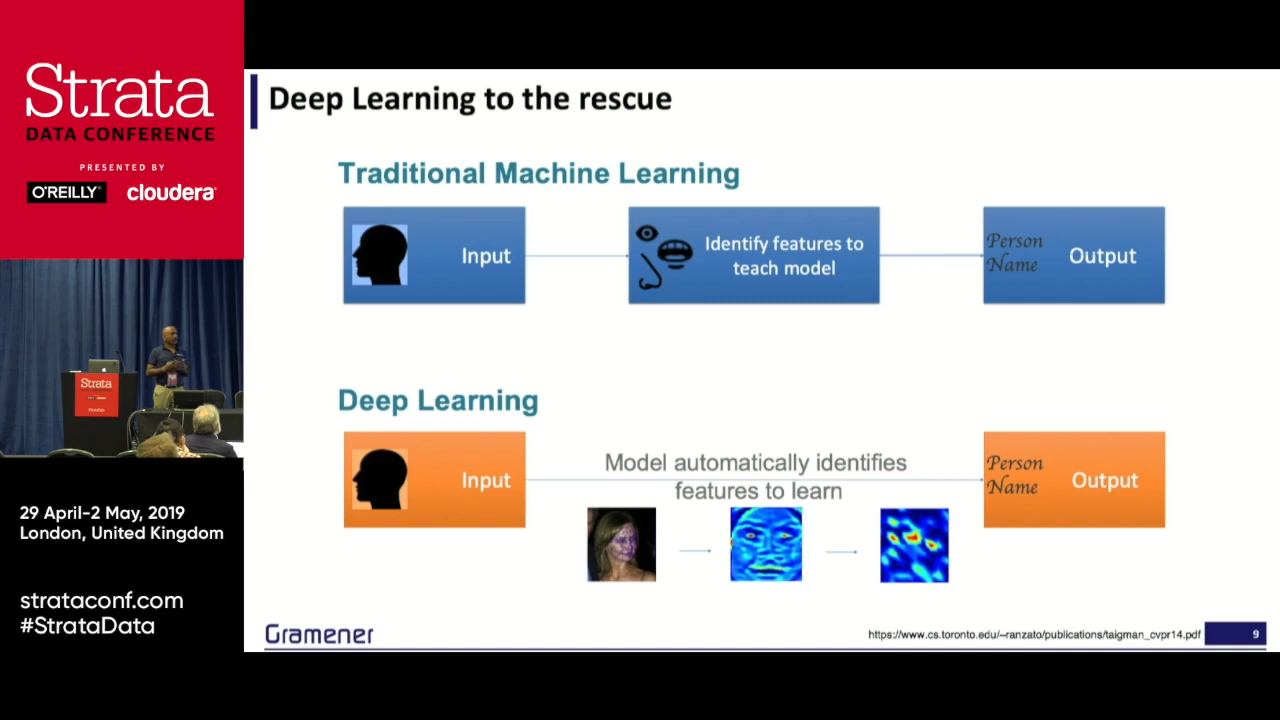 Strata
DATA CONFERENCE
PRESENTED BY
O'REILLY
cloudera
Strata
29 April-2 May, 2019
London, United Kingdom
strataconf.com
#StrataData
Deep Learning to the rescue
Traditional Machine Learning
Input
Identify features to
teach model
Person
Name
Output
Deep Learning
Input
Model automatically identifies
features to learn
Person
Name
Output
Gramener
https://www.cs.toronto.edu/~ranzato/publications/taigman_cvpr14.pdf
9